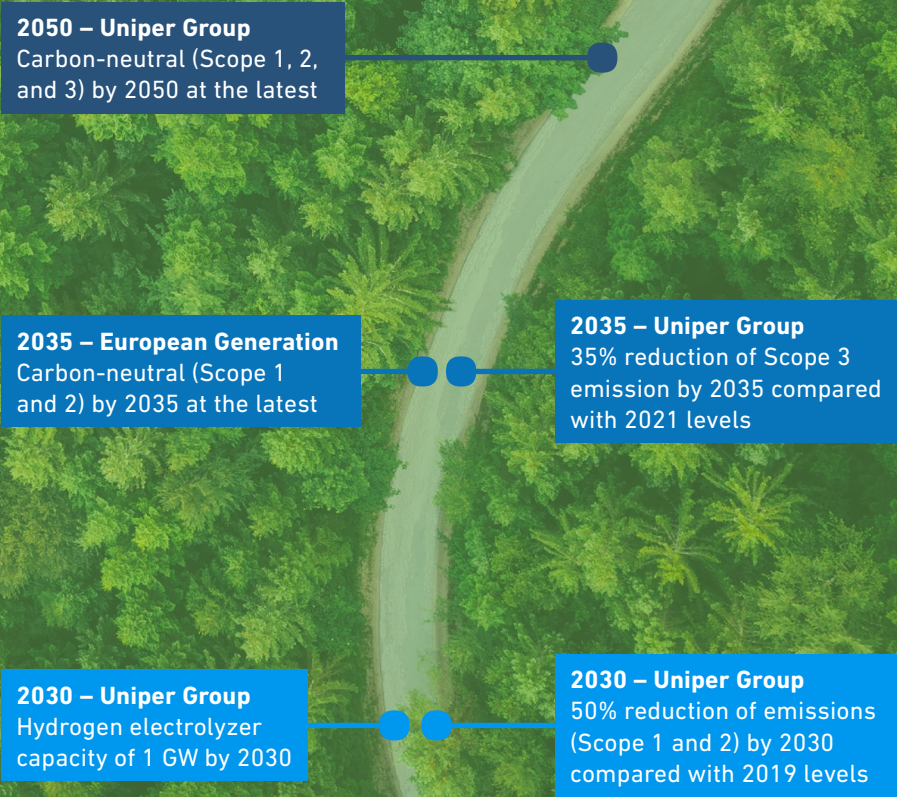 2050 – Uniper Group
Carbon-neutral (Scope 1, 2,
and 3) by 2050 at the latest
2035 – European Generation
Carbon-neutral (Scope 1
and 2) by 2035 at the latest
2035 – Uniper Group
35% reduction of Scope 3
emission by 2035 compared
with 2021 levels
2030 – Uniper Group
Hydrogen electrolyzer
capacity of 1 GW by 2030
2030 – Uniper Group
50% reduction of emissions
(Scope 1 and 2) by 2030
compared with 2019 levels